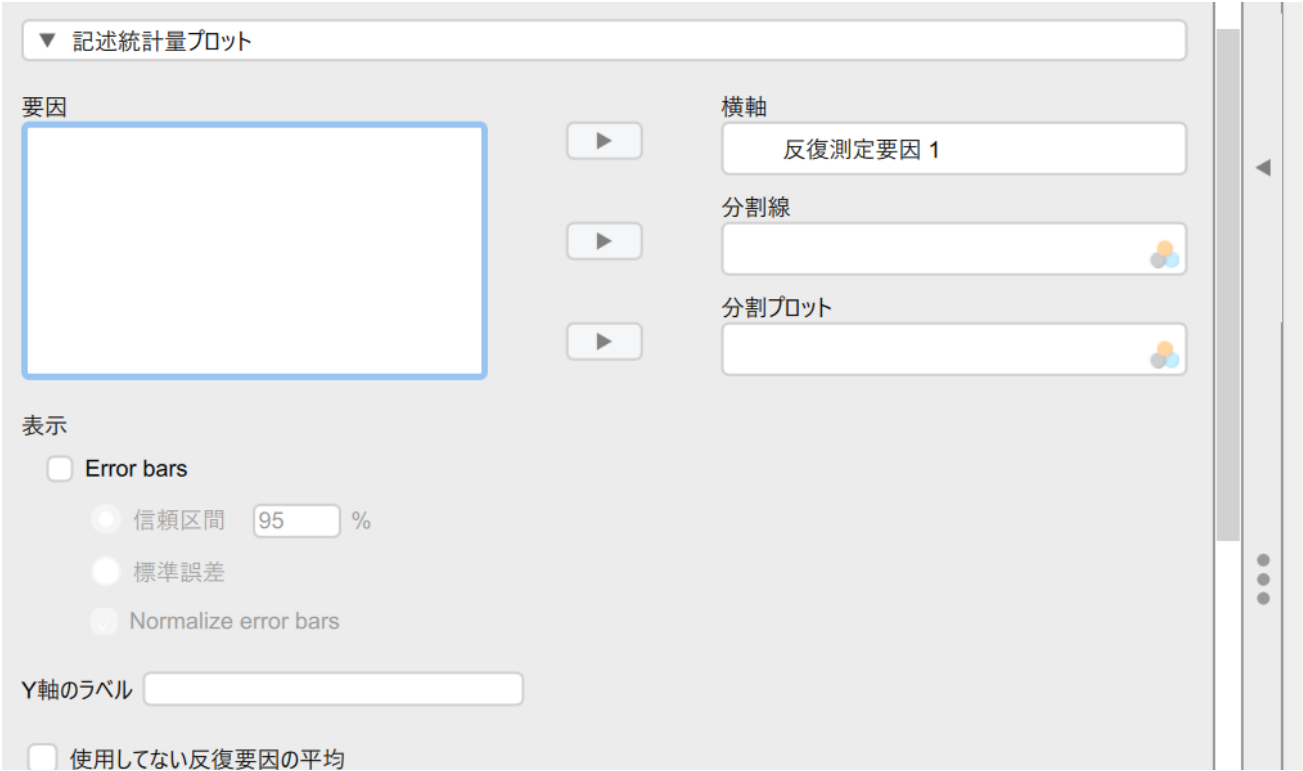 記述統計量プロット
要因
横軸
反復測定要因 1
分割線
分割プロット
表示
Error bars
信頼区間 95 %
標準誤差
Normalize error bars
Y軸のラベル
使用してない反復要因の平均